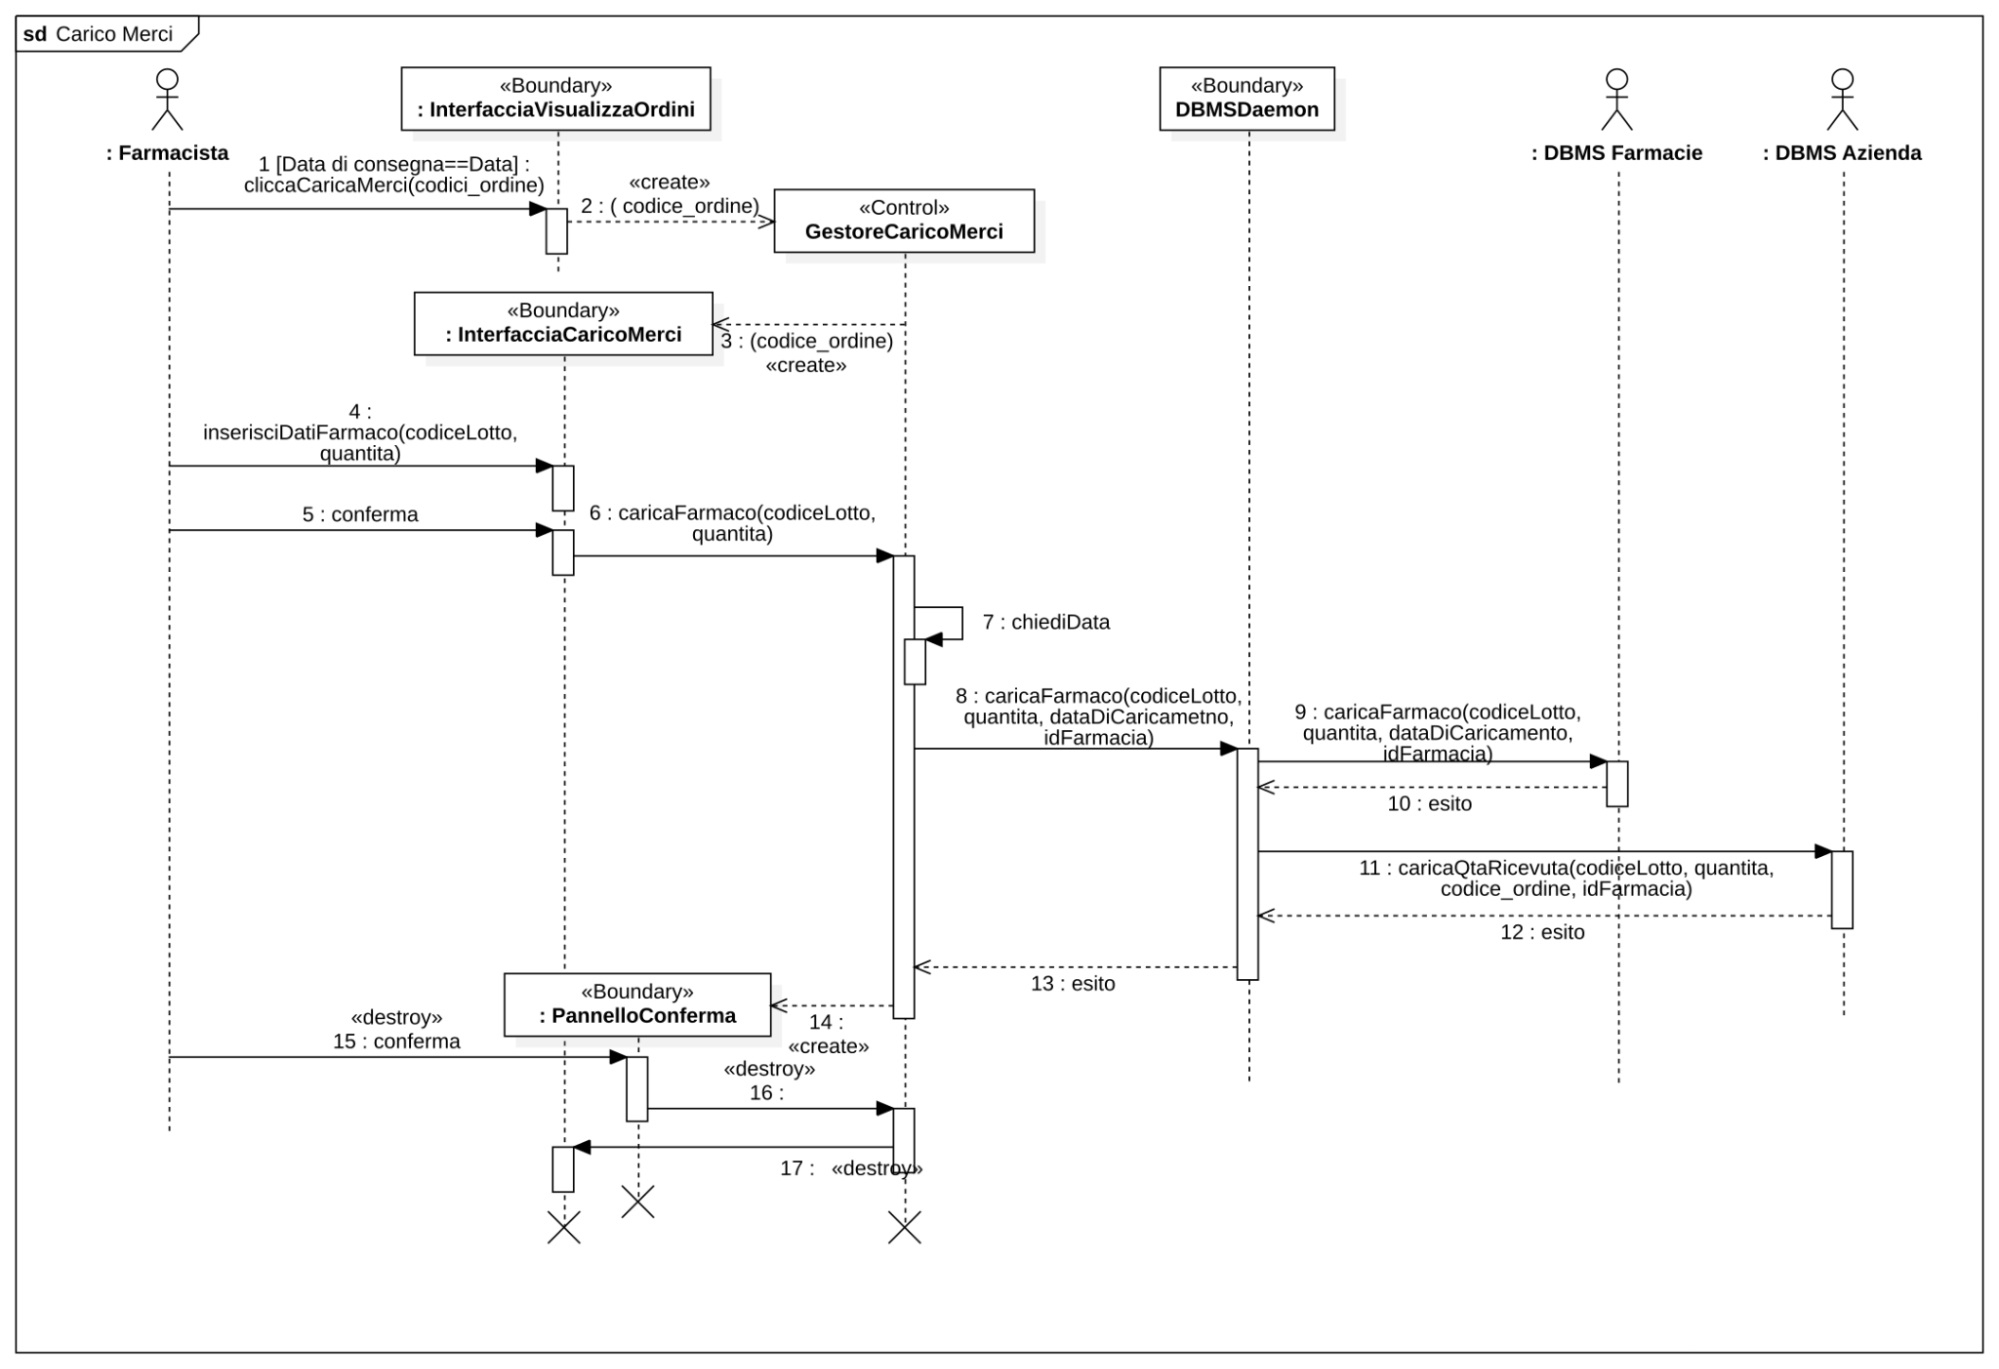 sd Carico Merci
«Boundary»
: InterfacciaVisualizzaOrdini
«Boundary»
DBMSDaemon
: Farmacista
: DBMS Farmacie
: DBMS Azienda
1 [Data di consegna==Data] :
cliccaCaricaMerci(codici_ordine)
«create»
2 : ( codice_ordine)
«Control»
GestoreCaricoMerci
«Boundary»
: InterfacciaCaricoMerci
3 : (codice_ordine)
«create»
4 :
inserisciDatiFarmaco(codiceLotto,
quantita)
5 : conferma
6 : caricaFarmaco(codiceLotto,
quantita)
7 : chiediData
8 : caricaFarmaco(codiceLotto,
quantita, dataDiCaricametno,
idFarmacia)
9 : caricaFarmaco(codiceLotto,
quantita, dataDiCaricamento,
idFarmacia)
10 : esito
11 : caricaQtaRicevuta(codiceLotto, quantita,
codice_ordine, idFarmacia)
12 : esito
13 : esito
«Boundary»
: PannelloConferma
14 :
«create»
«destroy»
15 : conferma
«destroy»
16 :
17 : «destroy»